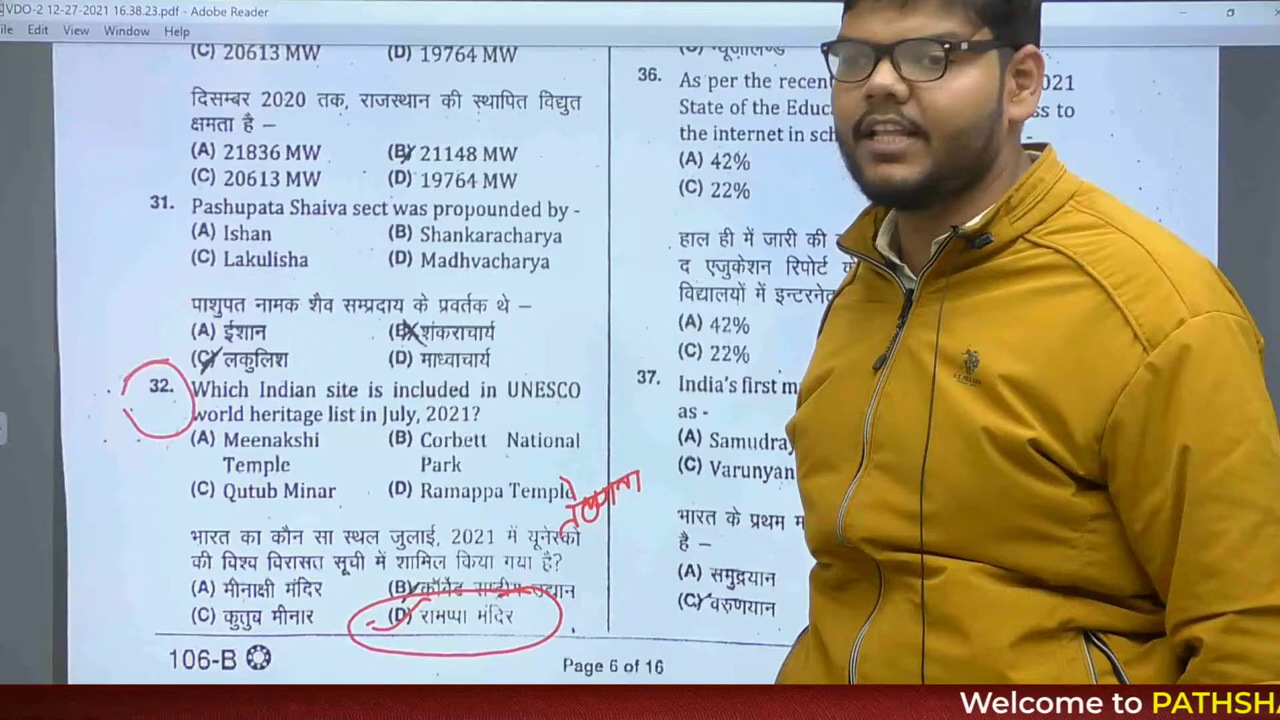 VDO-2 12-27-2021 16.38.23.pdf - Adobe Reader
Edit View Window Help
(C) 20613 MW (D) 19764 MW
दिसम्बर 2020 तक, राजस्थान की स्थापित विद्युत
क्षमता है –
(A) 21836 MW (B) 21148 MW
(C) 20613 MW (D) 19764 MW
31. Pashupata Shaiva sect was propounded by -
(A) Ishan (B) Shankaracharya
(C) Lakulisha (D) Madhvacharya
पाशुपत नामक शैव सम्प्रदाय के प्रवर्तक थे –
(A) ईशान (B) शंकराचार्य
(C) लकुलिश (D) माध्वाचार्य
32. Which Indian site is included in UNESCO
world heritage list in July, 2021?
(A) Meenakshi (B) Corbett National
Temple Park
(C) Qutub Minar (D) Ramappa Temple
तेलंगाना
भारत का कौन सा स्थल जुलाई, 2021 में यूनेस्को
की विश्व विरासत सूची में शामिल किया गया है?
(A) मीनाक्षी मंदिर (B) कॉर्बेट राष्ट्रीय उद्यान
(C) कुतुब मीनार (D) रामप्पा मंदिर
106-B
Page 6 of 16
(C) न्यूज़ीलैण्ड
36. As per the recen 021
State of the Educ ss to
the internet in sch
(A) 42%
(C) 22%
हाल ही में जारी की
द एजुकेशन रिपोर्ट
विद्यालयों में इन्टरनेट
(A) 42%
(C) 22%
37. India's first m
as -
(A) Samudray
(C) Varunyan
भारत के प्रथम म
है –
(A) समुद्रयान
(C) वरुणयान
Welcome to PATHSHA